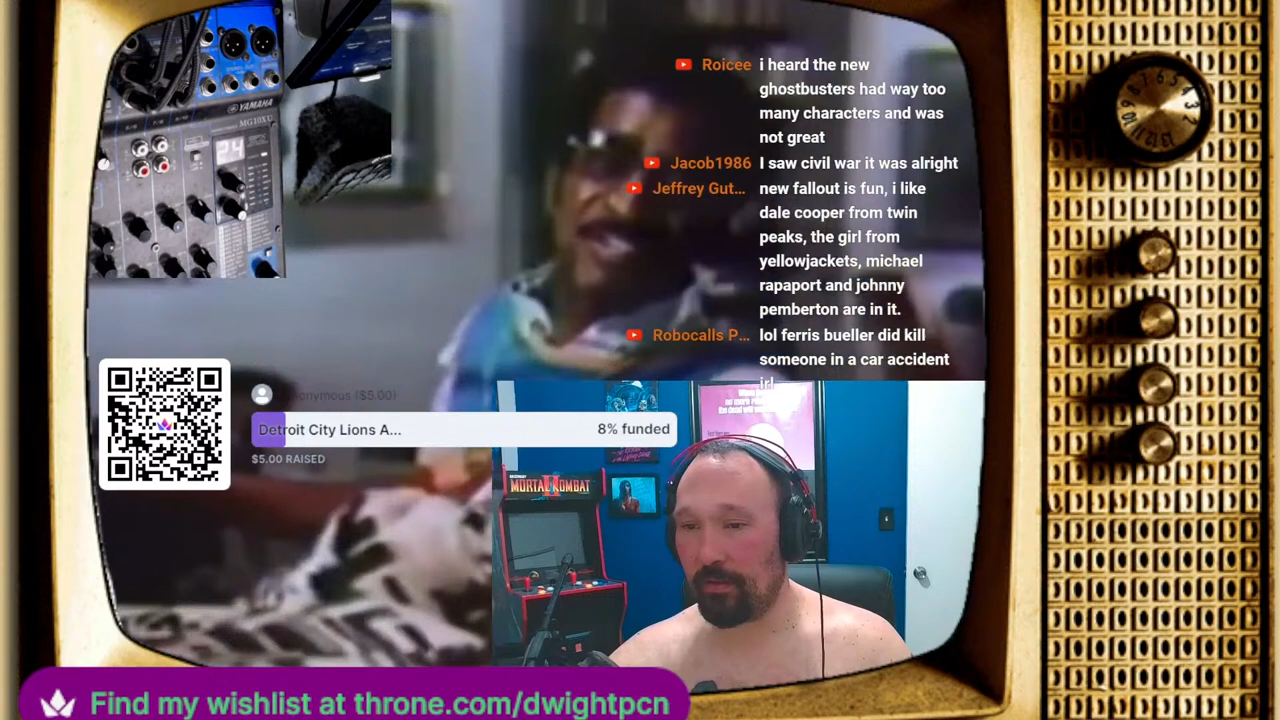 YAMAHA
MG10XU
24
Roicee i heard the new
ghostbusters had way too
many characters and was
not great
Jacob1986 I saw civil war it was alright
Jeffrey Gut... new fallout is fun, i like
dale cooper from twin
peaks, the girl from
yellowjackets, michael
rapaport and johnny
pemberton are in it.
Robocalls P... lol ferris bueller did kill
someone in a car accident
irl
Anonymous ($5.00)
Detroit City Lions A... 8% funded
$5.00 RAISED
MORTAL KOMBAT
Find my wishlist at throne.com/dwightpcn